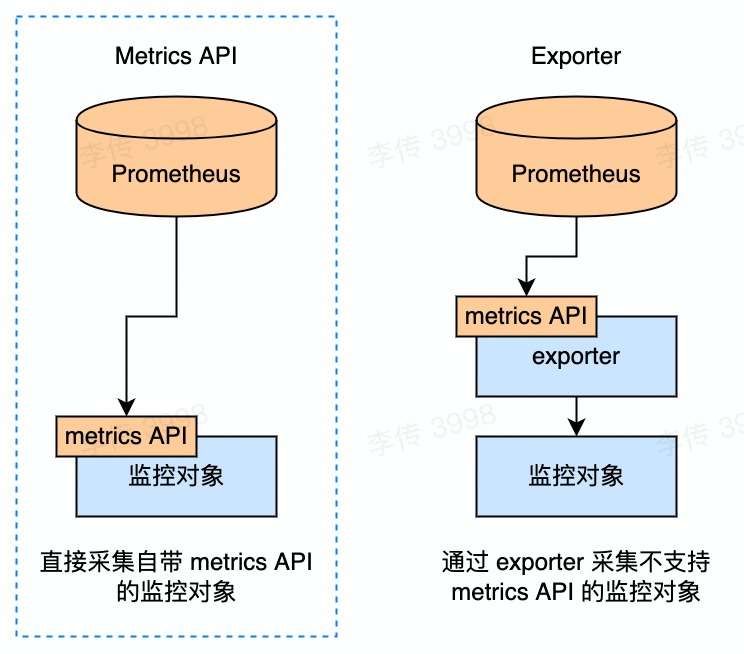 Metrics API
Prometheus
metrics API
监控对象
直接采集自带 metrics API
的监控对象
Exporter
Prometheus
metrics API
exporter
监控对象
通过 exporter 采集不支持
metrics API 的监控对象
李传 3998
李传 3998
李传 3998
李传 3998